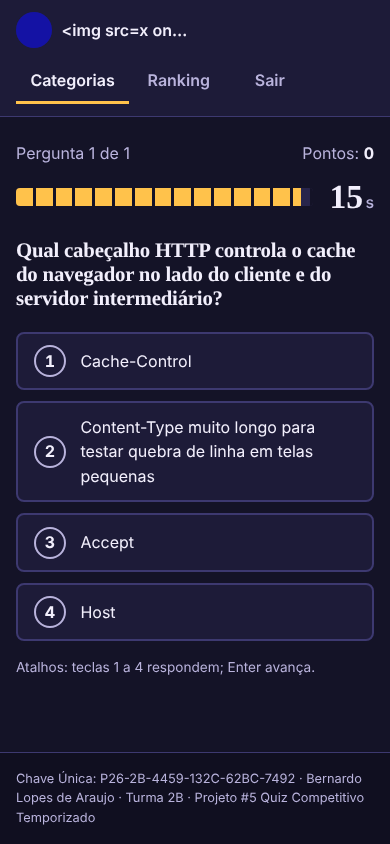 <img src=x on...
Categorias Ranking Sair
Pergunta 1 de 1 Pontos: 0
15 s
Qual cabeçalho HTTP controla o cache
do navegador no lado do cliente e do
servidor intermediário?
1 Cache-Control
2 Content-Type muito longo para
testar quebra de linha em telas
pequenas
3 Accept
4 Host
Atalhos: teclas 1 a 4 respondem; Enter avança.
Chave Única: P26-2B-4459-132C-62BC-7492 · Bernardo
Lopes de Araujo · Turma 2B · Projeto #5 Quiz Competitivo
Temporizado